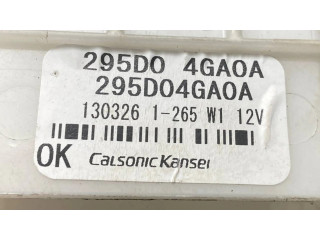 295D0 4GA0A
295D04GA0A
130326 1-265 W1 12V
OK CalsonicKansei